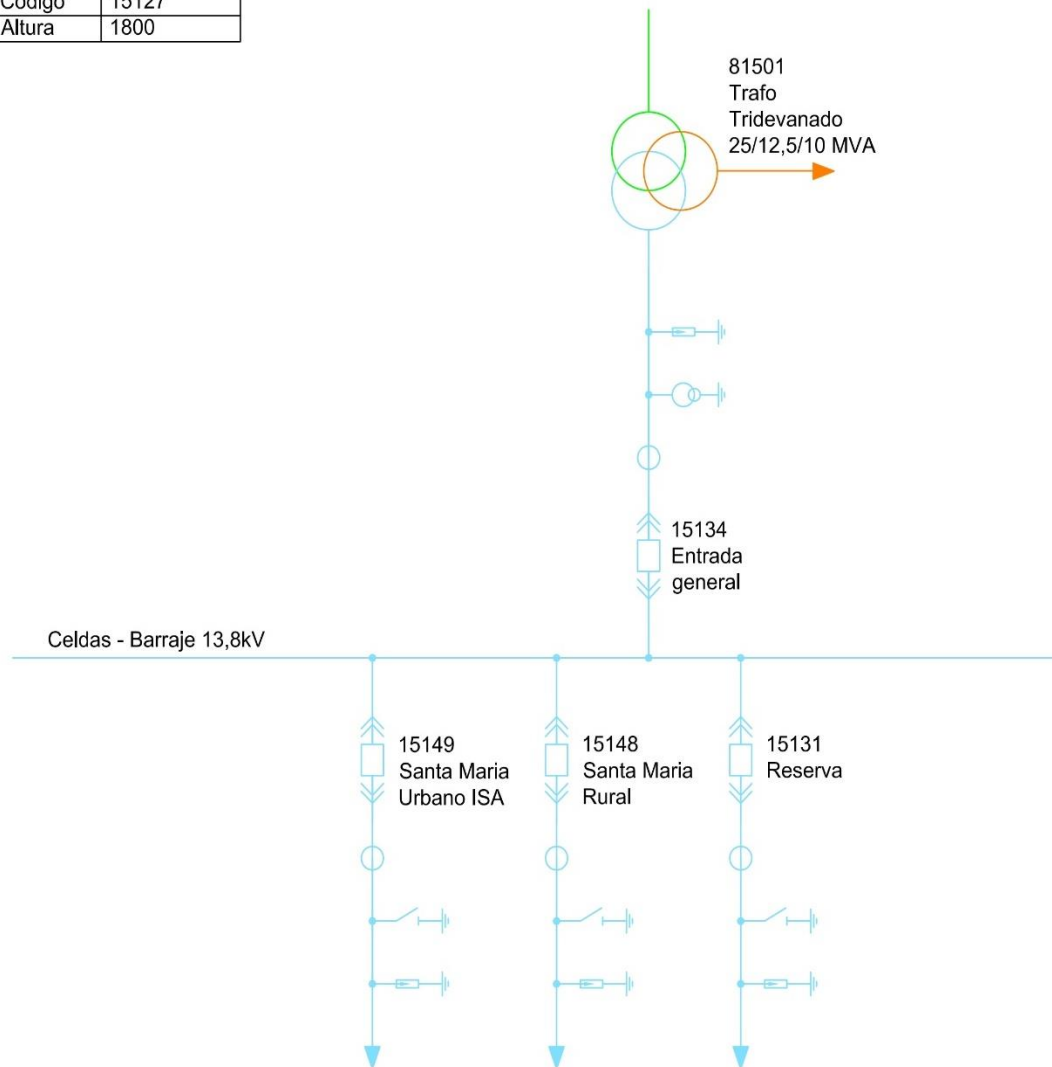 Código 15127
Altura 1800
81501
Trafo
Tridevanado
25/12,5/10 MVA
15134
Entrada
general
Celdas - Barraje 13,8kV
15149
Santa Maria
Urbano ISA
15148
Santa Maria
Rural
15131
Reserva